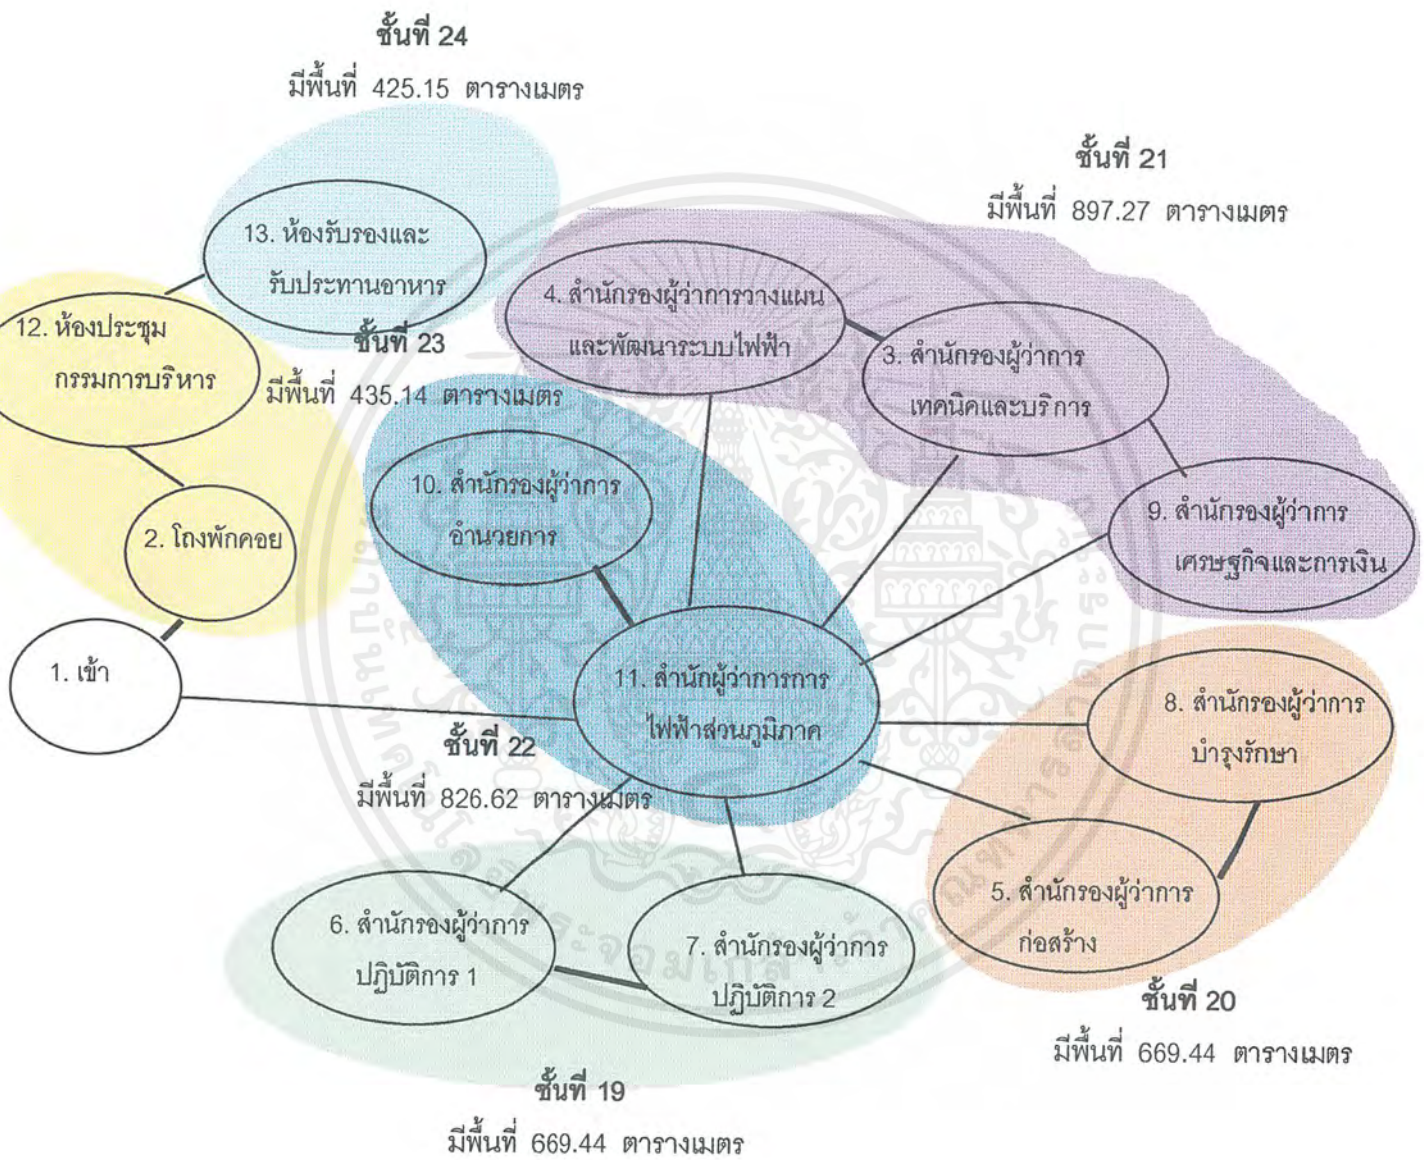 ชั้นที่ 24
มีพื้นที่ 425.15 ตารางเมตร
ชั้นที่ 21
มีพื้นที่ 897.27 ตารางเมตร
13. ห้องรับรองและ
รับประทานอาหาร
12. ห้องประชุม
กรรมการบริหาร
ชั้นที่ 23
มีพื้นที่ 435.14 ตารางเมตร
4. สำนักรองผู้ว่าการวางแผน
และพัฒนาระบบไฟฟ้า
3. สำนักรองผู้ว่าการ
เทคนิคและบริการ
10. สำนักรองผู้ว่าการ
อำนวยการ
9. สำนักรองผู้ว่าการ
เศรษฐกิจและการเงิน
2. โถงพักคอย
1. เข้า
11. สำนักผู้ว่าการการ
ไฟฟ้าส่วนภูมิภาค
8. สำนักรองผู้ว่าการ
บำรุงรักษา
ชั้นที่ 22
มีพื้นที่ 826.62 ตารางเมตร
5. สำนักรองผู้ว่าการ
ก่อสร้าง
6. สำนักรองผู้ว่าการ
ปฏิบัติการ 1
7. สำนักรองผู้ว่าการ
ปฏิบัติการ 2
ชั้นที่ 20
มีพื้นที่ 669.44 ตารางเมตร
ชั้นที่ 19
มีพื้นที่ 669.44 ตารางเมตร